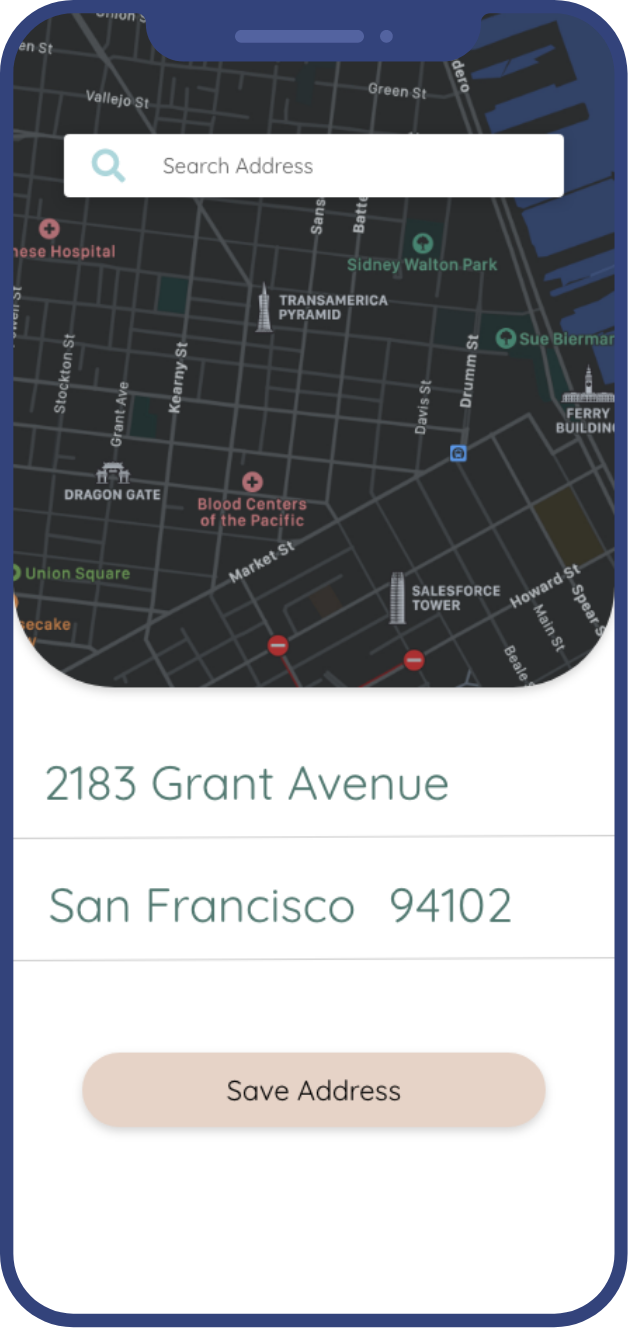 Union S
en St
Vallejo St
Green St
dero
Search Address
Sans
Batte
nese Hospital
Sidney Walton Park
TRANSAMERICA
PYRAMID
well St
Stockton St
Grant Ave
Kearny St
Davis St
Drumm St
Sue Bierman
FERRY
BUILDING
DRAGON GATE
Blood Centers
of the Pacific
Market St
Union Square
SALESFORCE
TOWER
Howard St
Spear S
Main St
Beale S
secake
y
2183 Grant Avenue
San Francisco 94102
Save Address